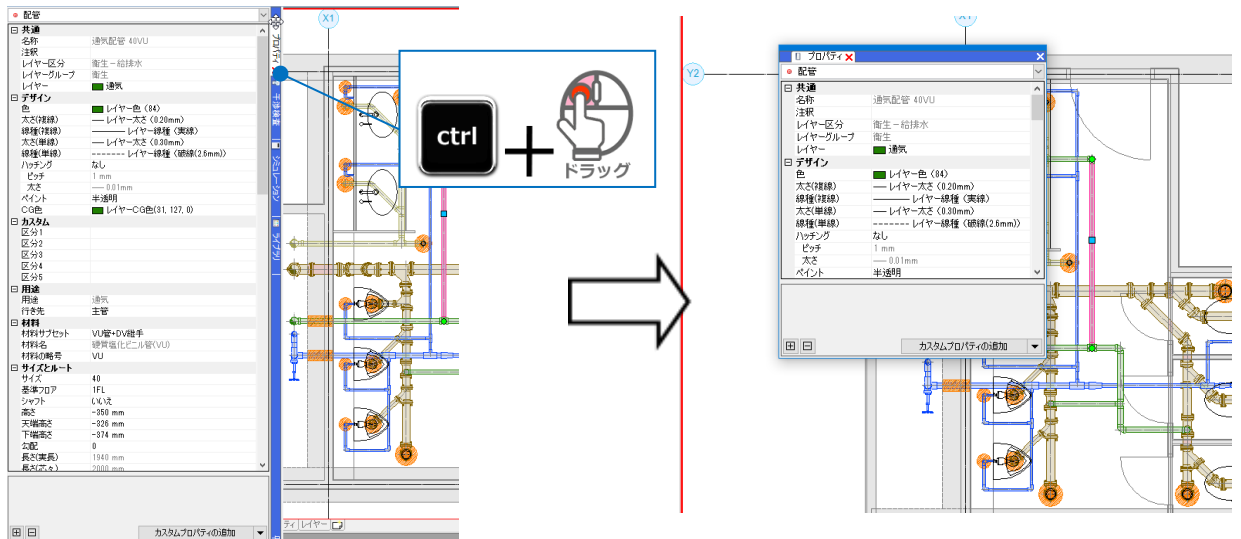 配管
共通
名称 通気配管 40VU
注釈
レイヤー区分 衛生－給排水
レイヤーグループ 衛生
レイヤー 通気
デザイン
色 レイヤー色 (84)
太さ(複線) レイヤー太さ (0.20mm)
線種(複線) レイヤー線種 (実線)
太さ(単線) レイヤー太さ (0.30mm)
線種(単線) レイヤー線種 (破線(2.6mm))
ハッチング なし
ピッチ 1 mm
太さ 0.01mm
ペイント 半透明
CG色 レイヤーCG色(31, 127, 0)
カスタム
区分1
区分2
区分3
区分4
区分5
用途
用途 通気
行き先 主管
材料
材料サブセット VU管+DV継手
材料名 硬質塩化ビニル管(VU)
材料の略号 VU
サイズとルート
サイズ 40
基準フロア 1FL
シャフト いいえ
高さ -350 mm
天端高さ -326 mm
下端高さ -374 mm
勾配 0
長さ(実長) 1940 mm
長さ(芯々) 2000 mm
カスタムプロパティの追加
プロパティ
干渉検査
シミュレーション
ライブラリ
X1
ティ レイヤー
ctrl
ドラッグ
X1
Y2
プロパティ
配管
共通
名称 通気配管 40VU
注釈
レイヤー区分 衛生－給排水
レイヤーグループ 衛生
レイヤー 通気
デザイン
色 レイヤー色 (84)
太さ(複線) レイヤー太さ (0.20mm)
線種(複線) レイヤー線種 (実線)
太さ(単線) レイヤー太さ (0.30mm)
線種(単線) レイヤー線種 (破線(2.6mm))
ハッチング なし
ピッチ 1 mm
太さ 0.01mm
ペイント 半透明
カスタムプロパティの追加